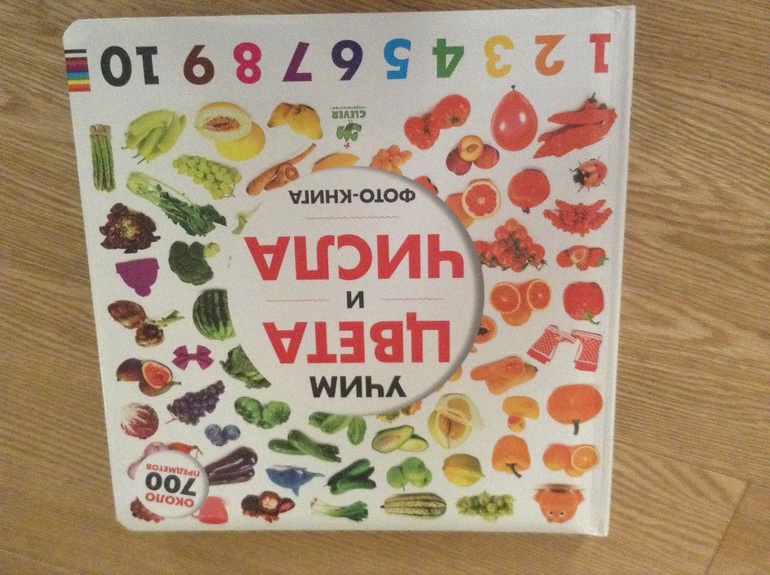 ОКОЛО
700
ПРЕДМЕТОВ
УЧИМ
ЦВЕТА
И
ЧИСЛА
ФОТО-КНИГА
CLEVER
1 2 3 4 5 6 7 8 9 10